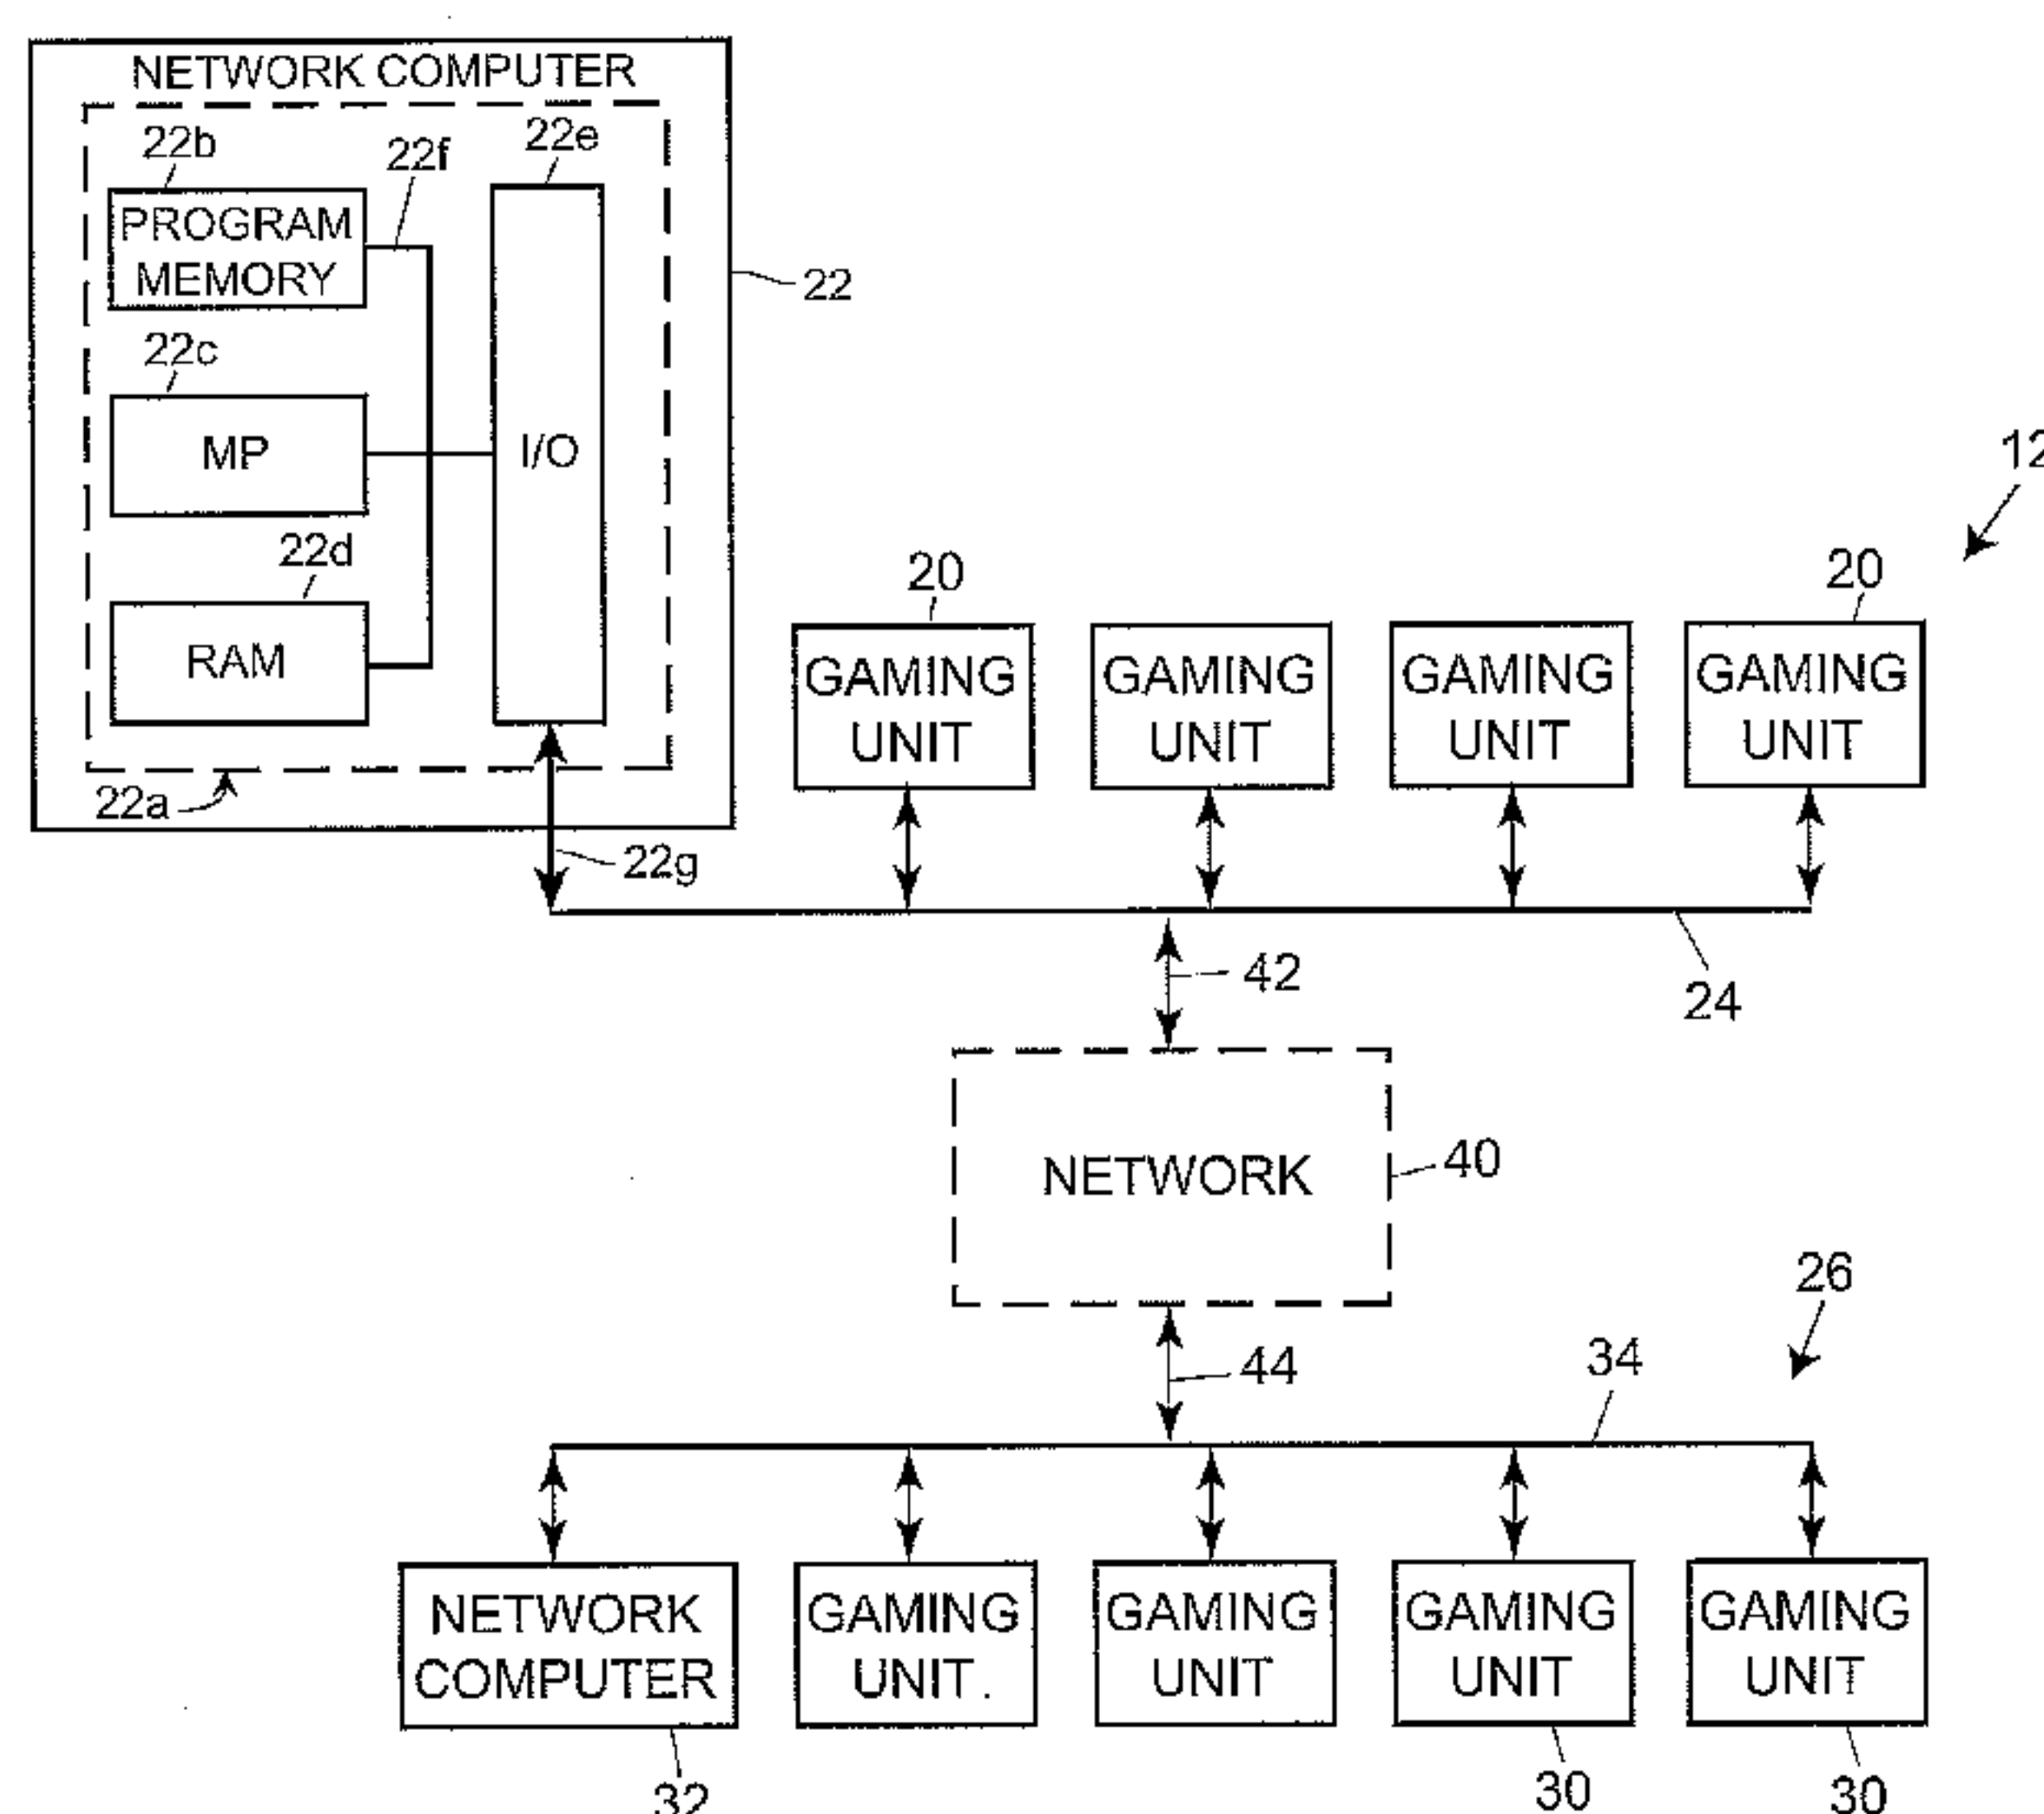 NETWORK COMPUTER
22b
22f
22e
PROGRAM
MEMORY
22
22c
MP
I/O
12
22d
RAM
20
20
GAMING
UNIT
GAMING
UNIT
GAMING
UNIT
GAMING
UNIT
22a
22g
42
24
NETWORK
40
26
44
34
NETWORK
COMPUTER
GAMING
UNIT
GAMING
UNIT
GAMING
UNIT
GAMING
UNIT
32
30
30